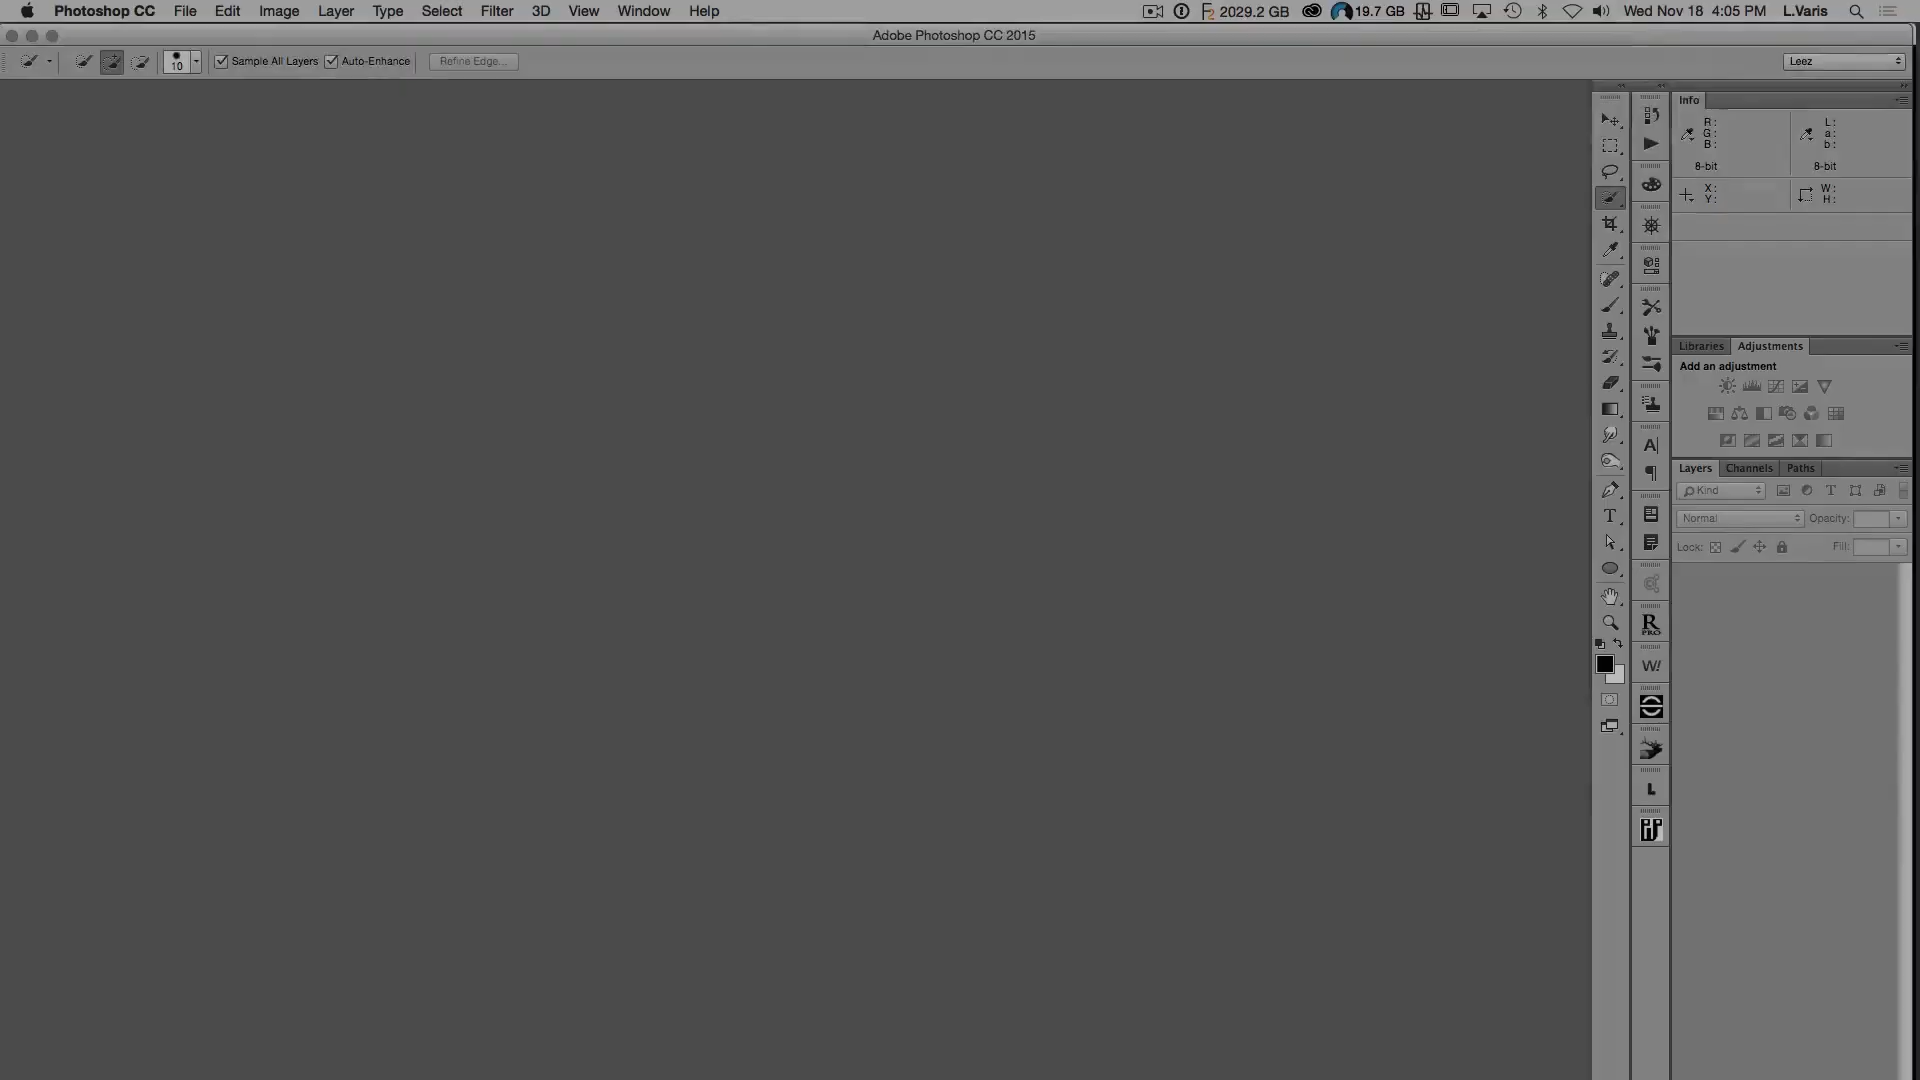 Photoshop CC File Edit Image Layer Type Select Filter 3D View Window Help 2029.2 GB 19.7 GB Wed Nov 18 4:05 PM L.Varis
Adobe Photoshop CC 2015
10 Sample All Layers Auto-Enhance Refine Edge... Leez
Info
R: L:
G: a:
B: b:
8-bit 8-bit
X: W:
Y: H:
Libraries Adjustments
Add an adjustment
Layers Channels Paths
Kind
Normal Opacity:
Lock: Fill:
A
T
R
PRO
W!
L